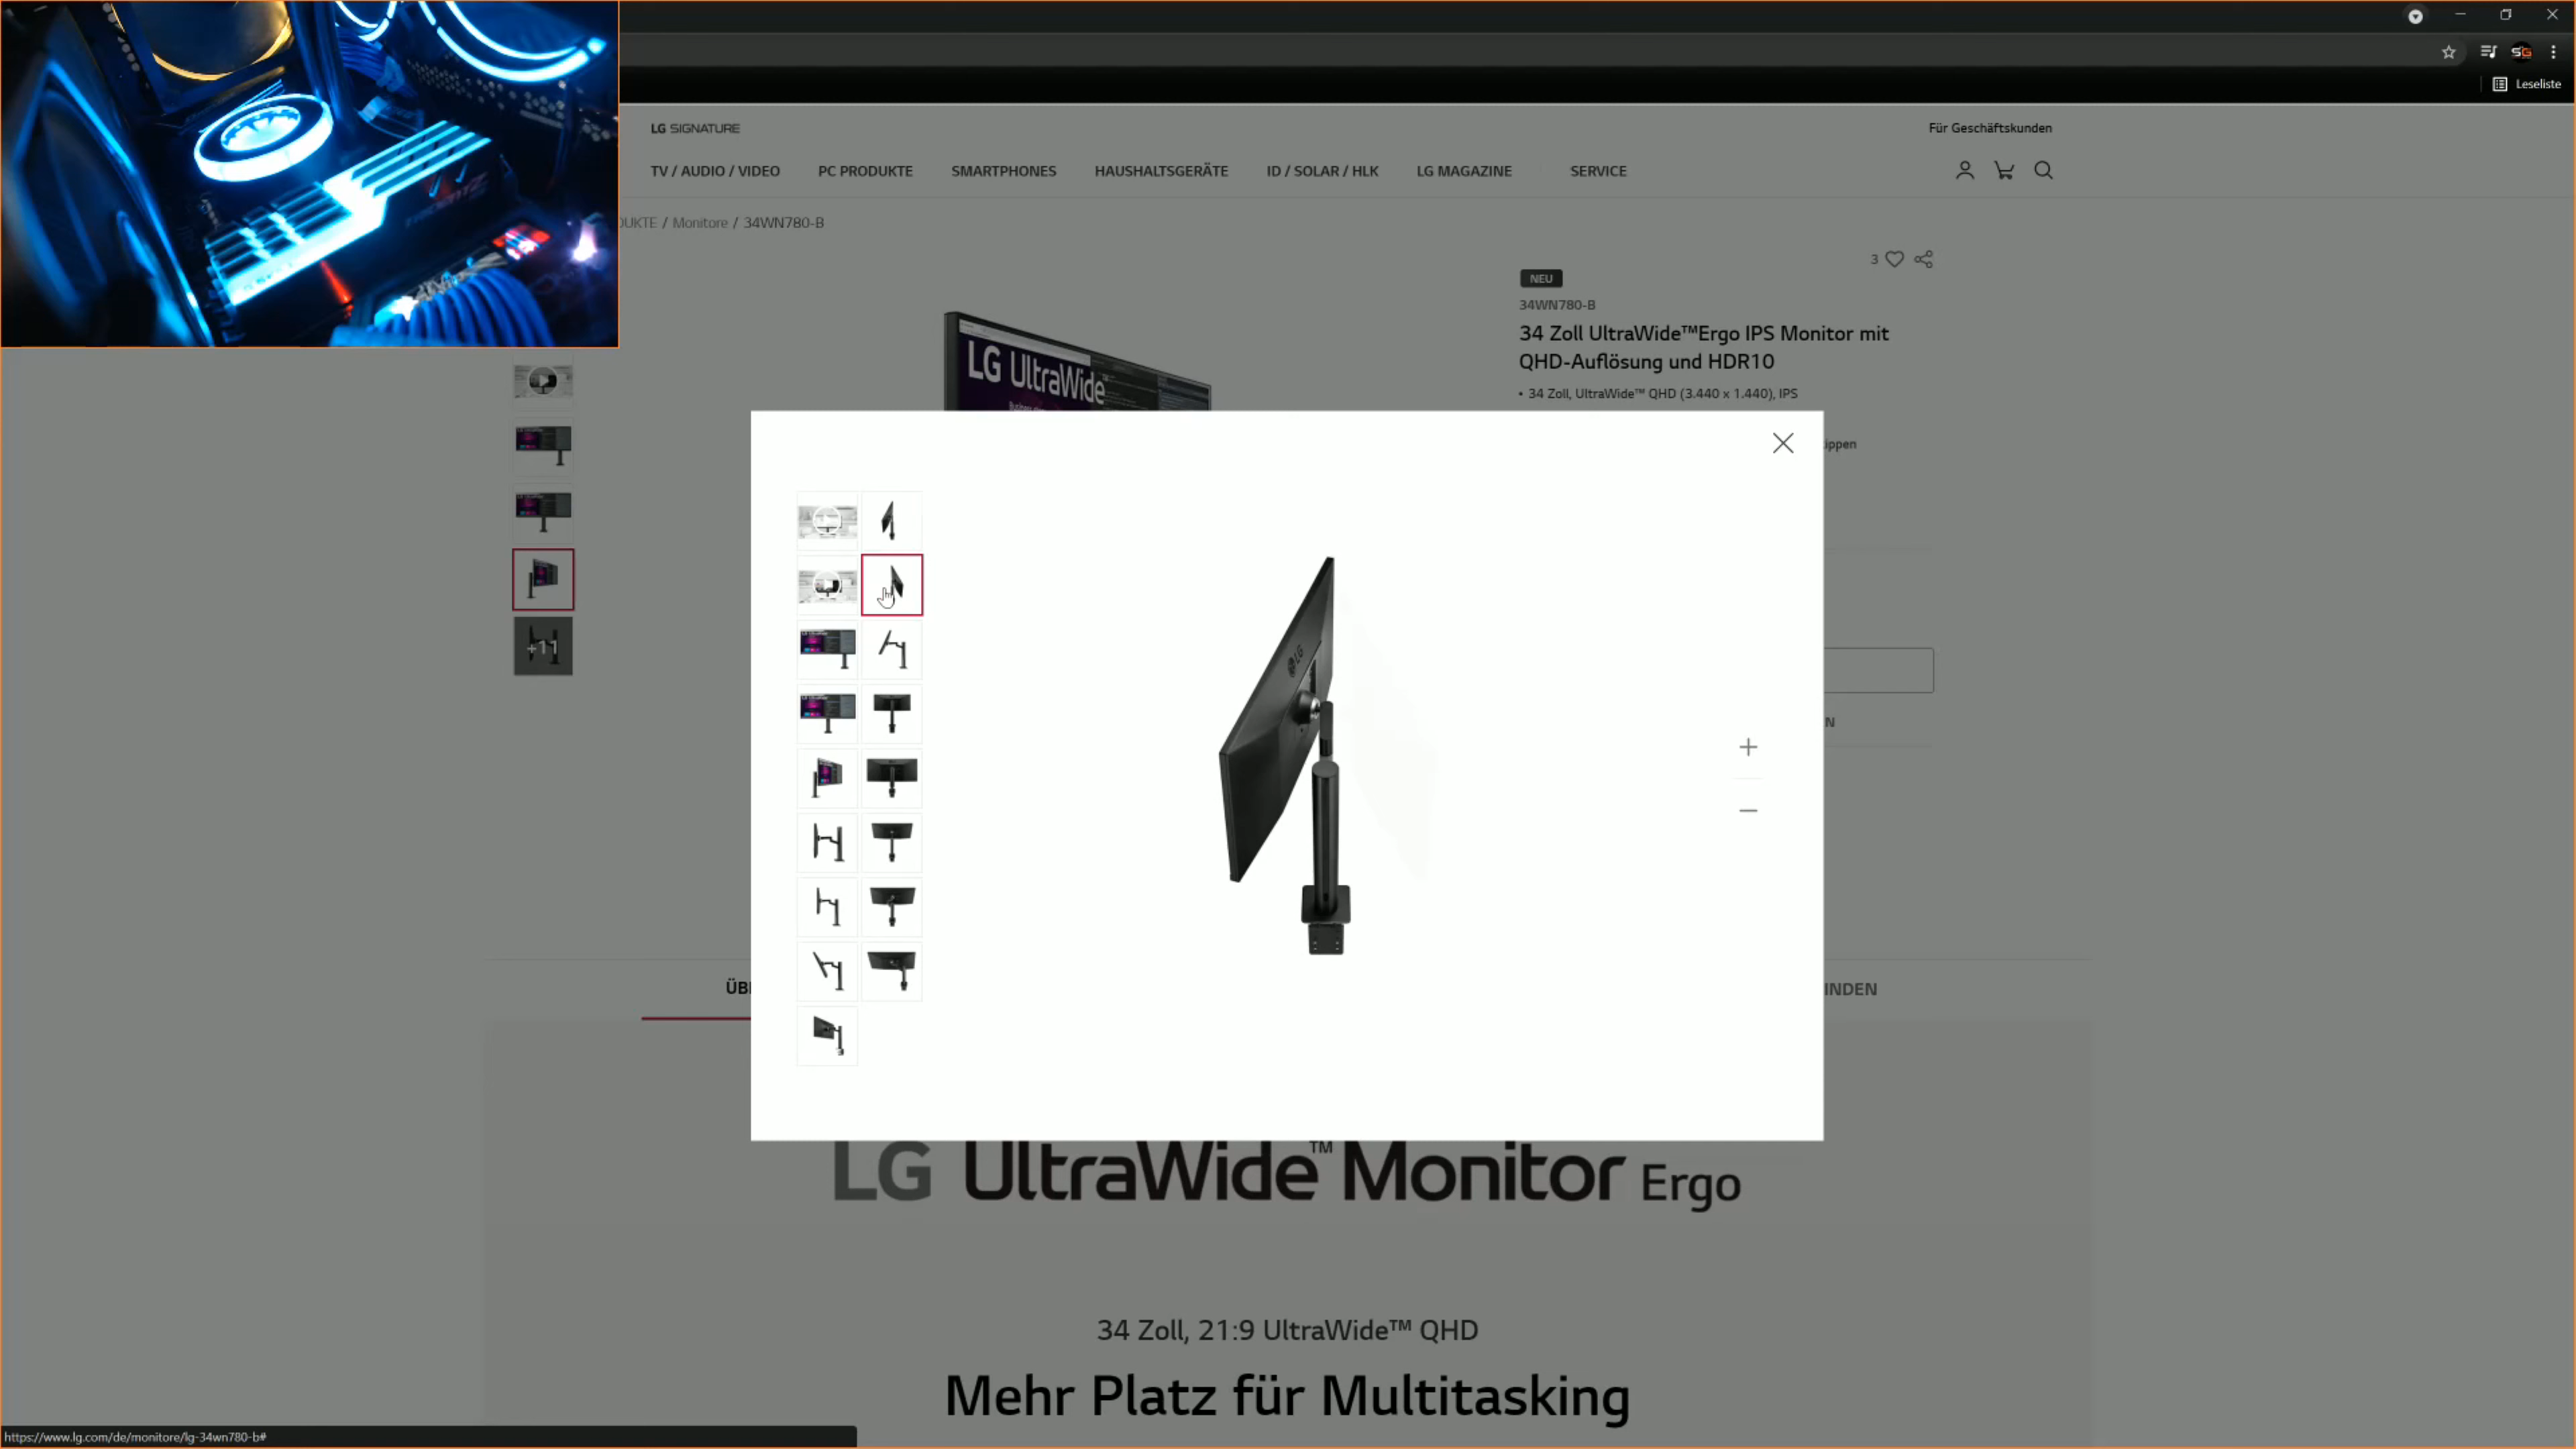 Leseliste
LG SIGNATURE
Für Geschäftskunden
TV / AUDIO / VIDEO
PC PRODUKTE
SMARTPHONES
HAUSHALTSGERÄTE
ID / SOLAR / HLK
LG MAGAZINE
SERVICE
DUKTE / Monitore / 34WN780-B
3
NEU
34WN780-B
34 Zoll UltraWide™Ergo IPS Monitor mit
QHD-Auflösung und HDR10
• 34 Zoll, UltraWide™ QHD (3.440 x 1.440), IPS
ippen
LG UltraWide™
+11
LG
N
ÜB
INDEN
LG UltraWide™ Monitor Ergo
34 Zoll, 21:9 UltraWide™ QHD
Mehr Platz für Multitasking
https://www.lg.com/de/monitore/lg-34wn780-b#